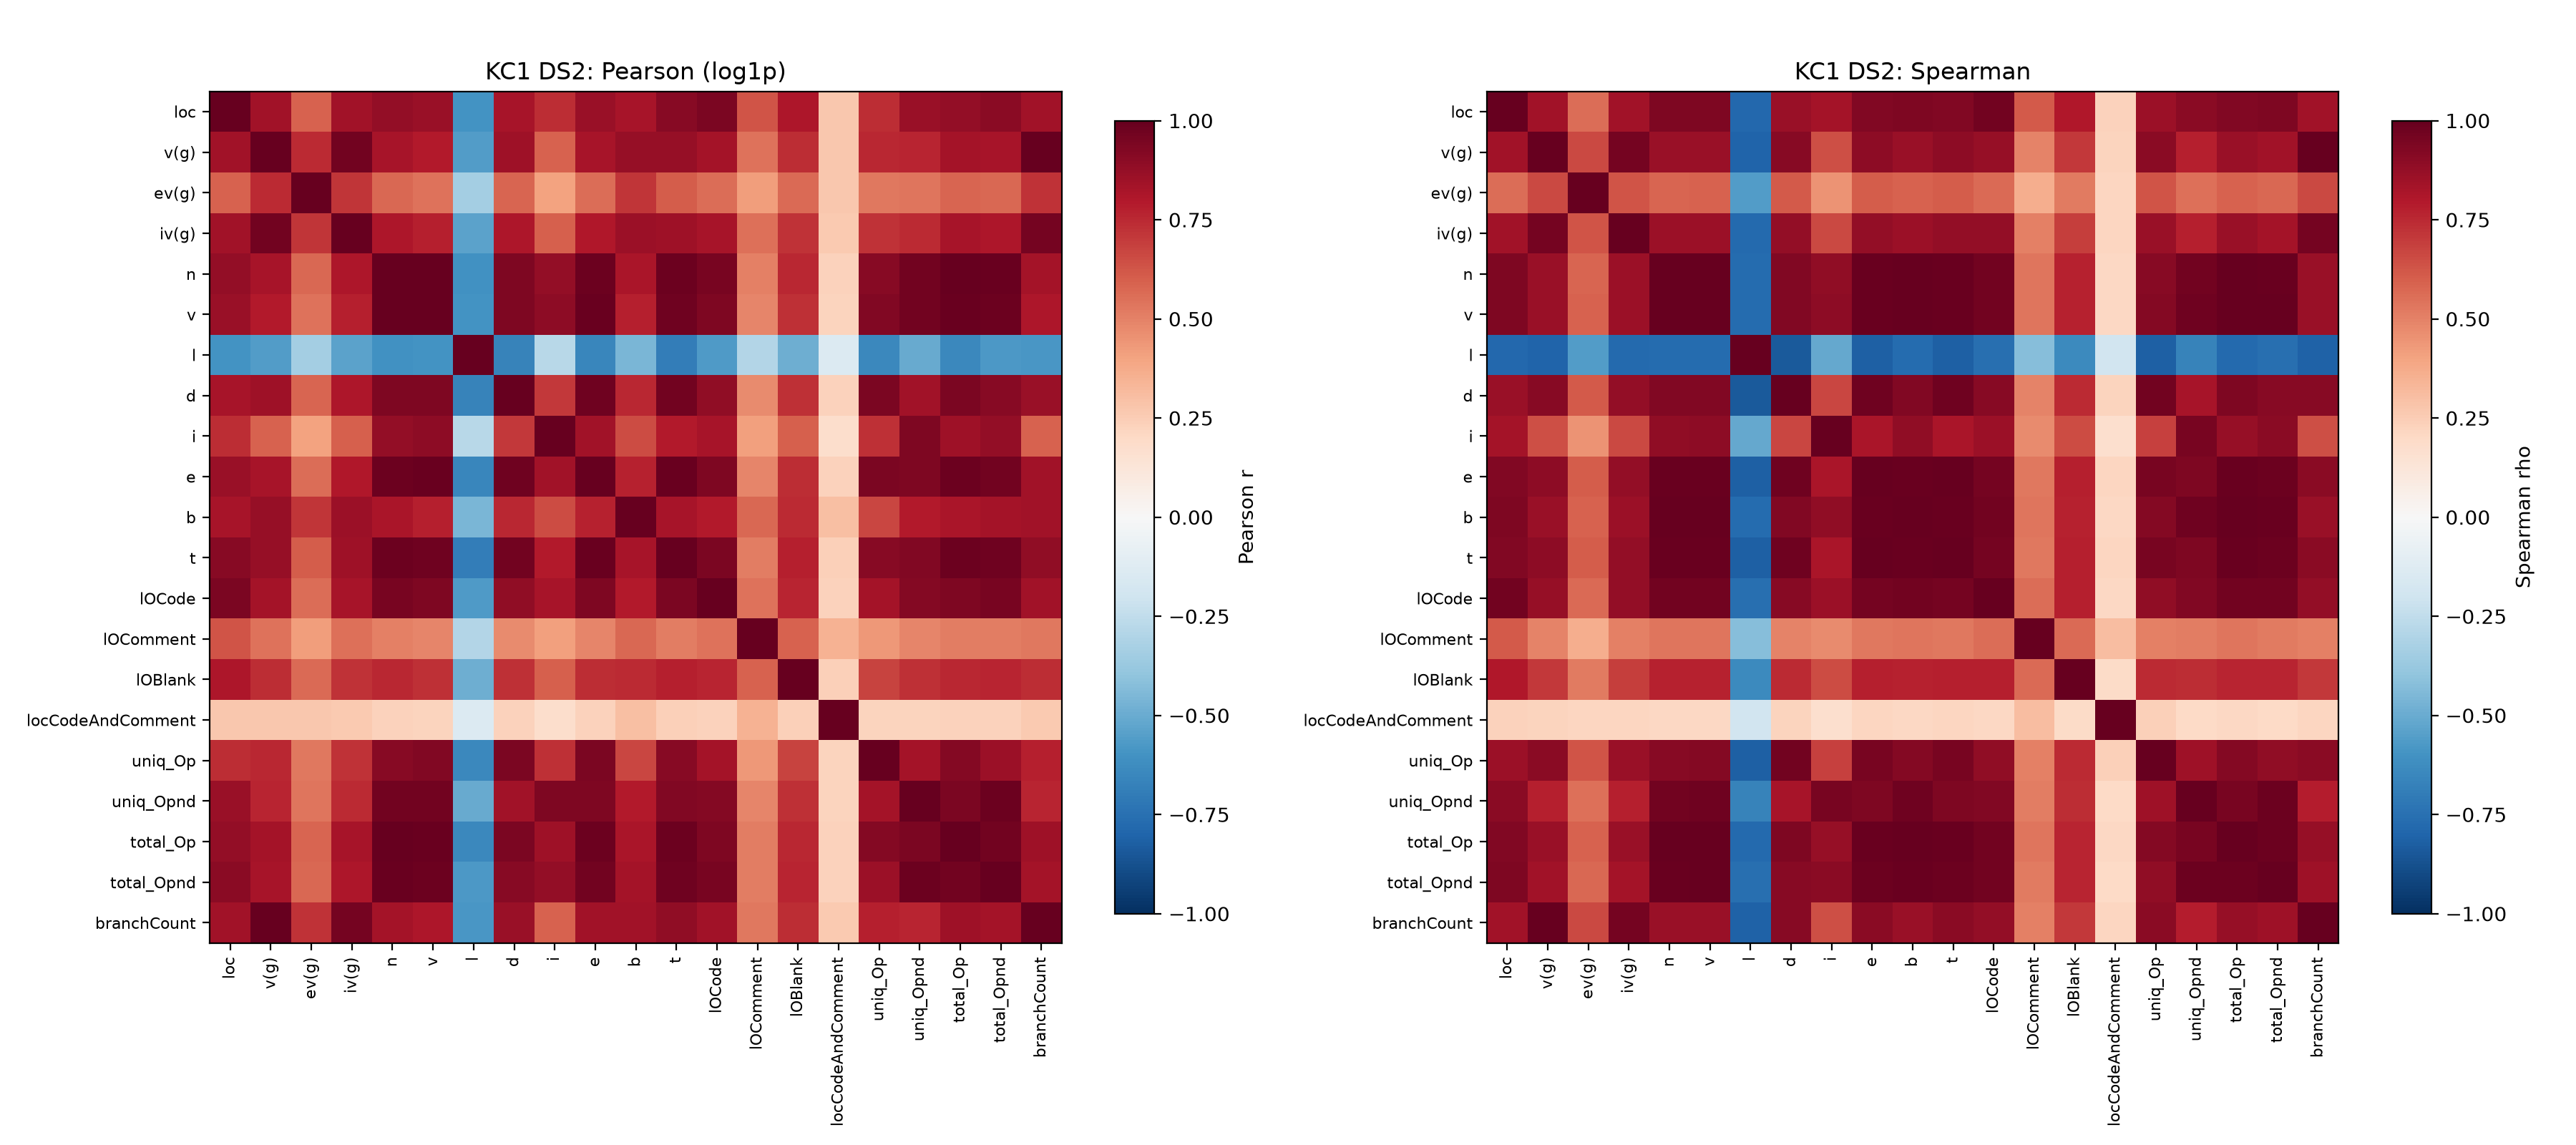 KC1 DS2: Pearson (log1p)
loc
v(g)
ev(g)
iv(g)
n
v
l
d
i
e
b
t
lOCode
lOComment
lOBlank
locCodeAndComment
uniq_Op
uniq_Opnd
total_Op
total_Opnd
branchCount
loc
v(g)
ev(g)
iv(g)
n
v
l
d
i
e
b
t
lOCode
lOComment
lOBlank
locCodeAndComment
uniq_Op
uniq_Opnd
total_Op
total_Opnd
branchCount
1.00
0.75
0.50
0.25
0.00
−0.25
−0.50
−0.75
−1.00
Pearson r
KC1 DS2: Spearman
loc
v(g)
ev(g)
iv(g)
n
v
l
d
i
e
b
t
lOCode
lOComment
lOBlank
locCodeAndComment
uniq_Op
uniq_Opnd
total_Op
total_Opnd
branchCount
loc
v(g)
ev(g)
iv(g)
n
v
l
d
i
e
b
t
lOCode
lOComment
lOBlank
locCodeAndComment
uniq_Op
uniq_Opnd
total_Op
total_Opnd
branchCount
1.00
0.75
0.50
0.25
0.00
−0.25
−0.50
−0.75
−1.00
Spearman rho